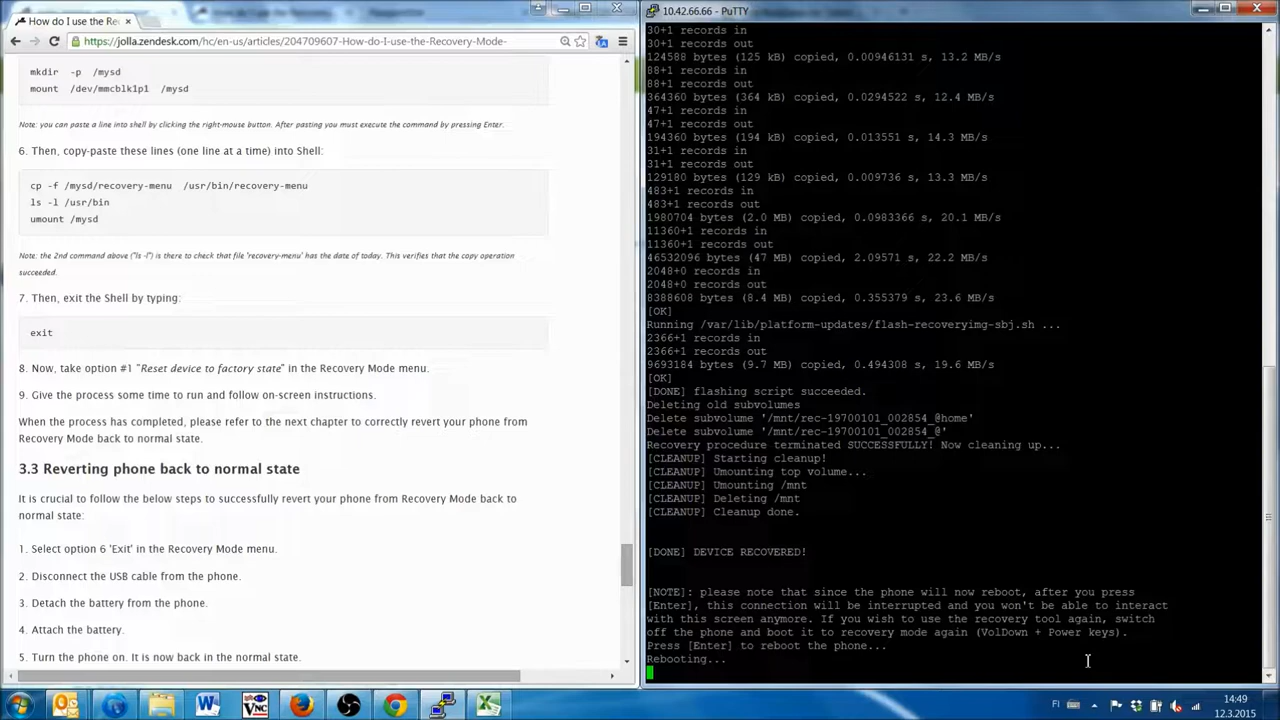 How do I use the Reco
https://jolla.zendesk.com/hc/en-us/articles/204709607-How-do-I-use-the-Recovery-Mode-
mkdir -p /mysd
mount /dev/mmcblk1p1 /mysd
Note: you can paste a line into shell by clicking the right-mouse button. After pasting you must execute the command by pressing Enter.
Then, copy-paste these lines (one line at a time) into Shell:
cp -f /mysd/recovery-menu /usr/bin/recovery-menu
ls -l /usr/bin
umount /mysd
Note: the 2nd command above ("ls -l") is there to check that file 'recovery-menu' has the date of today. This verifies that the copy operation
succeeded.
7. Then, exit the Shell by typing:
exit
8. Now, take option #1 "Reset device to factory state" in the Recovery Mode menu.
9. Give the process some time to run and follow on-screen instructions.
When the process has completed, please refer to the next chapter to correctly revert your phone from
Recovery Mode back to normal state.
3.3 Reverting phone back to normal state
It is crucial to follow the below steps to successfully revert your phone from Recovery Mode back to
normal state:
1. Select option 6 'Exit' in the Recovery Mode menu.
2. Disconnect the USB cable from the phone.
3. Detach the battery from the phone.
4. Attach the battery.
5. Turn the phone on. It is now back in the normal state.
10.42.66.66 - PuTTY
30+1 records in
30+1 records out
124588 bytes (125 kB) copied, 0.00946131 s, 13.2 MB/s
88+1 records in
88+1 records out
364360 bytes (364 kB) copied, 0.0294522 s, 12.4 MB/s
47+1 records in
47+1 records out
194360 bytes (194 kB) copied, 0.013551 s, 14.3 MB/s
31+1 records in
31+1 records out
129180 bytes (129 kB) copied, 0.009736 s, 13.3 MB/s
483+1 records in
483+1 records out
1980704 bytes (2.0 MB) copied, 0.0983366 s, 20.1 MB/s
11360+1 records in
11360+1 records out
46532096 bytes (47 MB) copied, 2.09571 s, 22.2 MB/s
2048+0 records in
2048+0 records out
8388608 bytes (8.4 MB) copied, 0.355379 s, 23.6 MB/s
[OK]
Running /var/lib/platform-updates/flash-recoveryimg-sbj.sh ...
2366+1 records in
2366+1 records out
9693184 bytes (9.7 MB) copied, 0.494308 s, 19.6 MB/s
[OK]
[DONE] flashing script succeeded.
Deleting old subvolumes
Delete subvolume '/mnt/rec-19700101_002854_@home'
Delete subvolume '/mnt/rec-19700101_002854_@'
Recovery procedure terminated SUCCESSFULLY! Now cleaning up...
[CLEANUP] Starting cleanup!
[CLEANUP] Umounting top volume...
[CLEANUP] Umounting /mnt
[CLEANUP] Deleting /mnt
[CLEANUP] Cleanup done.
[DONE] DEVICE RECOVERED!
[NOTE]: please note that since the phone will now reboot, after you press
[Enter], this connection will be interrupted and you won't be able to interact
with this screen anymore. If you wish to use the recovery tool again, switch
off the phone and boot it to recovery mode again (VolDown + Power keys).
Press [Enter] to reboot the phone...
Rebooting...
FI
14:49
12.3.2015